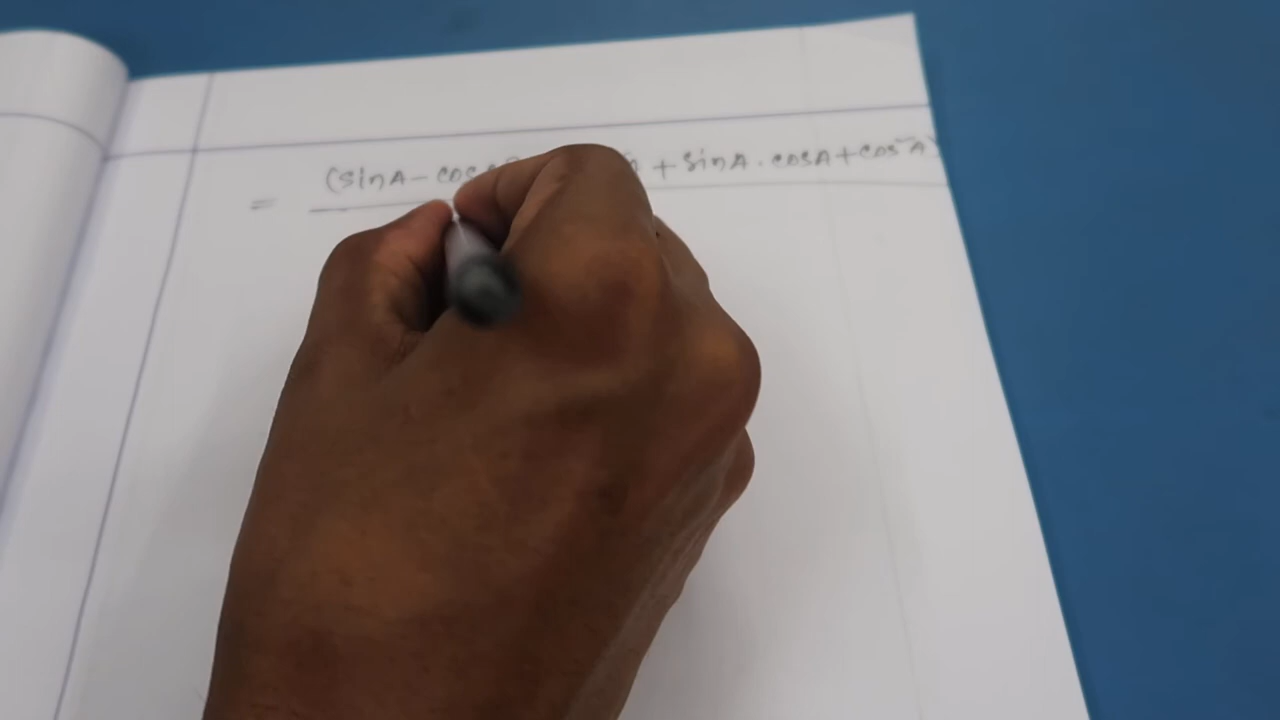 = (sinA - cosA + sinA . cosA + cos²A)